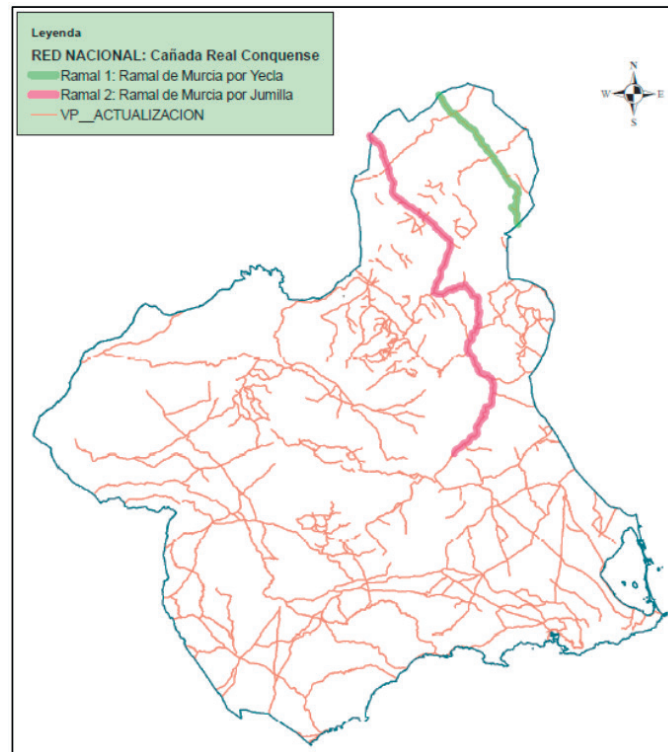 Leyenda
RED NACIONAL: Cañada Real Conquense
Ramal 1: Ramal de Murcia por Yecla
Ramal 2: Ramal de Murcia por Jumilla
VP__ACTUALIZACION
N
W E
S